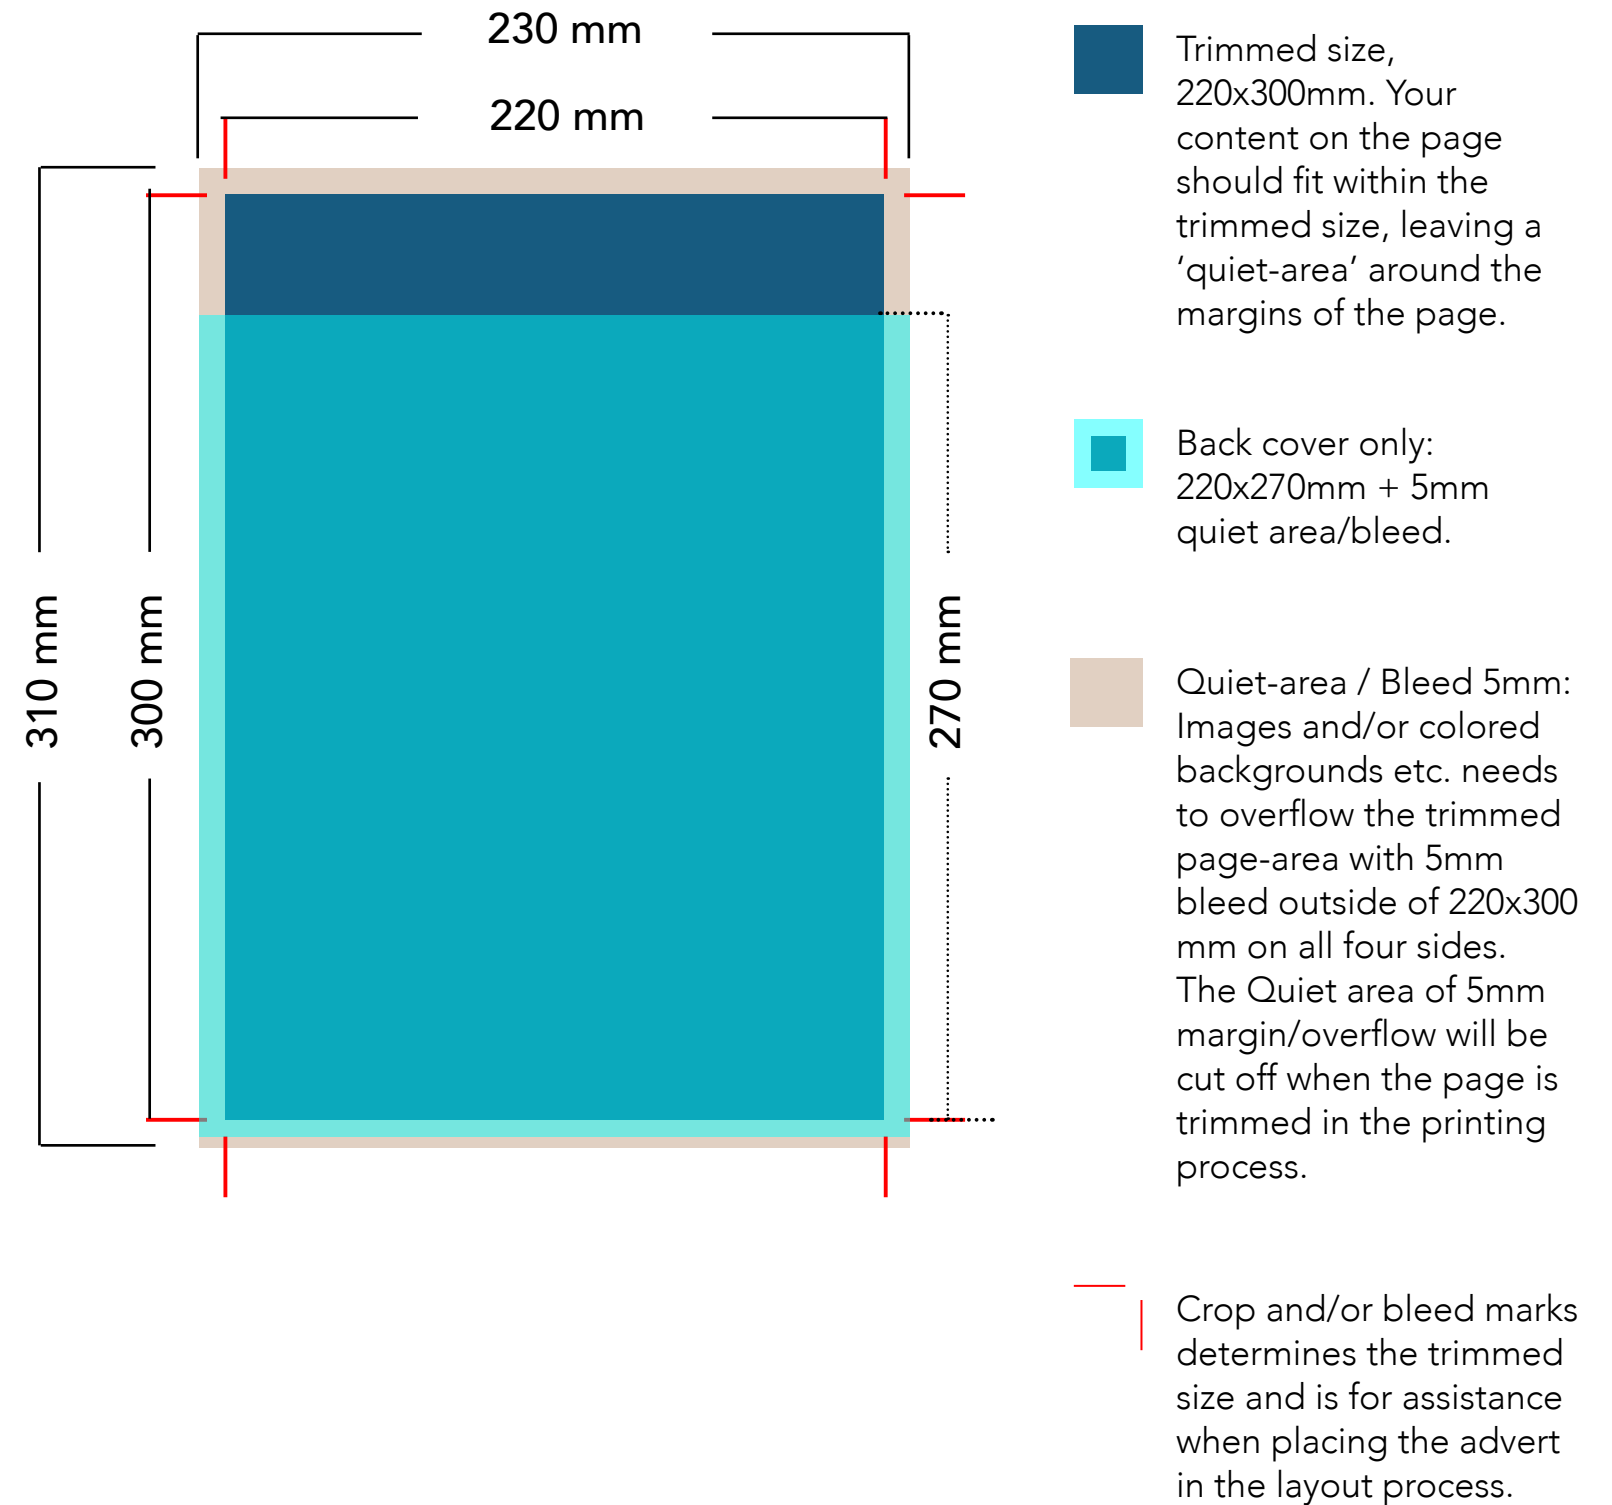 230 mm
220 mm
310 mm
300 mm
270 mm
Trimmed size,
220x300mm. Your
content on the page
should fit within the
trimmed size, leaving a
‘quiet-area’ around the
margins of the page.
Back cover only:
220x270mm + 5mm
quiet area/bleed.
Quiet-area / Bleed 5mm:
Images and/or colored
backgrounds etc. needs
to overflow the trimmed
page-area with 5mm
bleed outside of 220x300
mm on all four sides.
The Quiet area of 5mm
margin/overflow will be
cut off when the page is
trimmed in the printing
process.
Crop and/or bleed marks
determines the trimmed
size and is for assistance
when placing the advert
in the layout process.